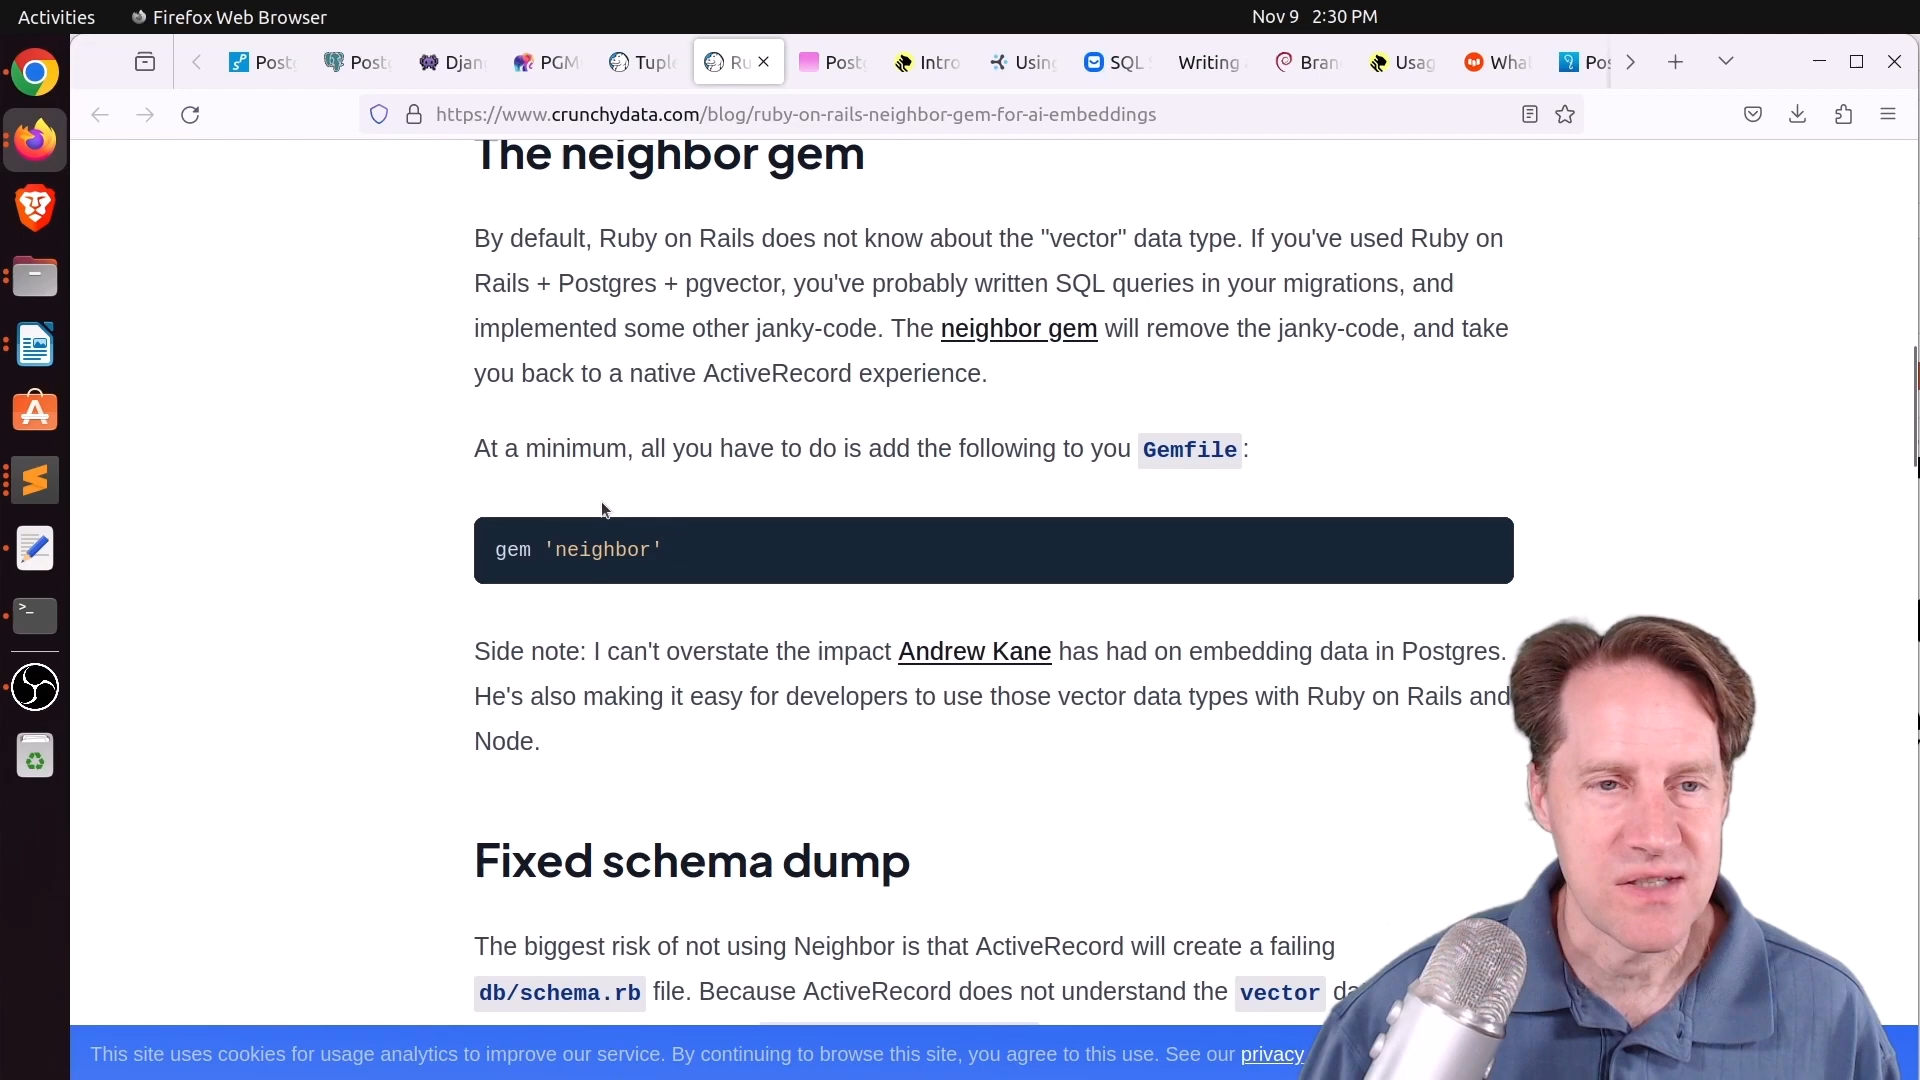 Activities
Firefox Web Browser
Nov 9 2:30 PM
Post
Post
Djan
PGM
Tuple
Ru
Post
Intro
Using
SQL
Writing
Bran
Usag
Wha
Pos
https://www.crunchydata.com/blog/ruby-on-rails-neighbor-gem-for-ai-embeddings
The neighbor gem
By default, Ruby on Rails does not know about the "vector" data type. If you've used Ruby on
Rails + Postgres + pgvector, you've probably written SQL queries in your migrations, and
implemented some other janky-code. The neighbor gem will remove the janky-code, and take
you back to a native ActiveRecord experience.
At a minimum, all you have to do is add the following to you Gemfile:
gem 'neighbor'
Side note: I can't overstate the impact Andrew Kane has had on embedding data in Postgres.
He's also making it easy for developers to use those vector data types with Ruby on Rails and
Node.
Fixed schema dump
The biggest risk of not using Neighbor is that ActiveRecord will create a failing
db/schema.rb file. Because ActiveRecord does not understand the vector
This site uses cookies for usage analytics to improve our service. By continuing to browse this site, you agree to this use. See our privacy